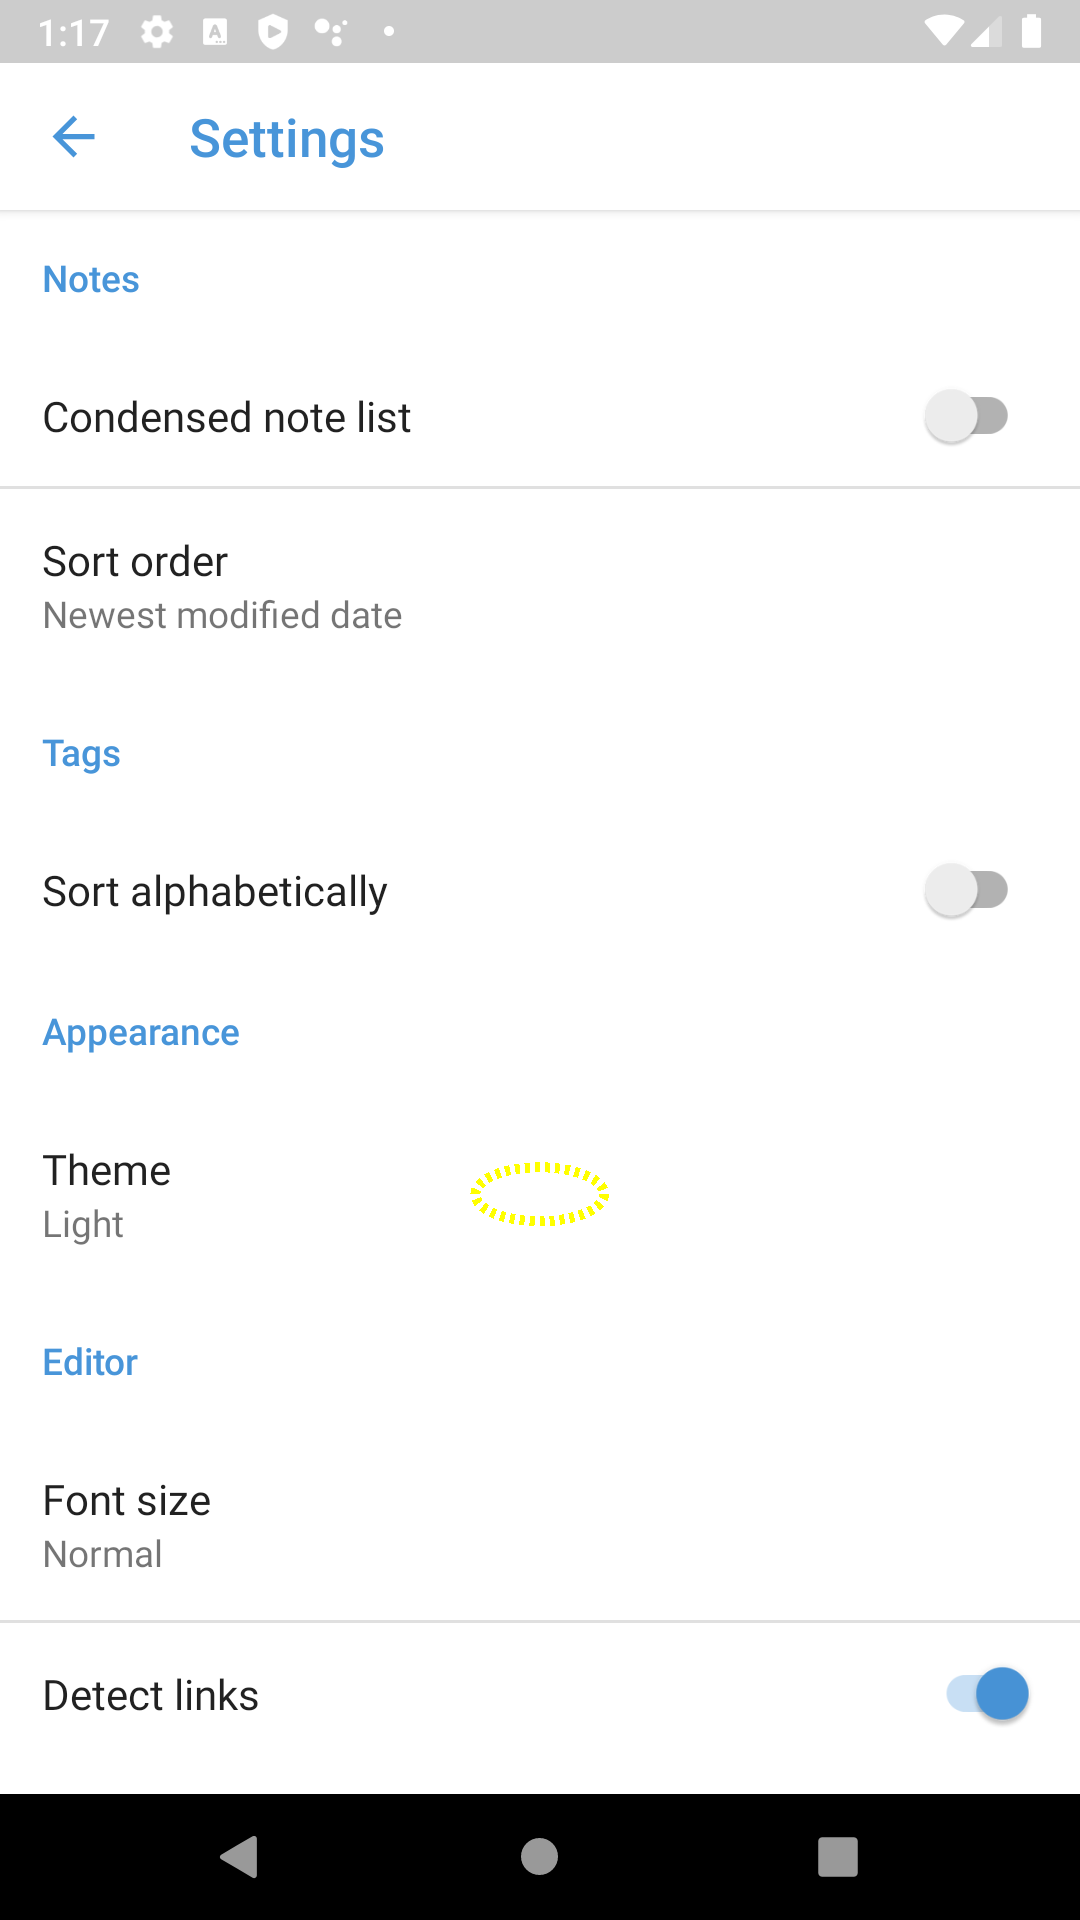 1:17
Settings
Notes
Condensed note list
Sort order
Newest modified date
Tags
Sort alphabetically
Appearance
Theme
Light
Editor
Font size
Normal
Detect links